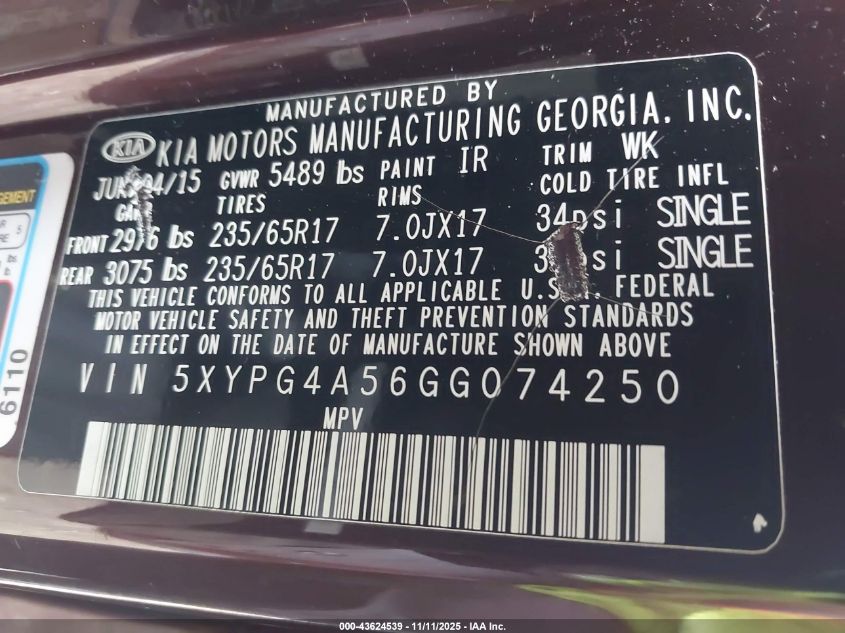 MANUFACTURED BY
KIA KIA MOTORS MANUFACTURING GEORGIA, INC.
GVWR 5489 lbs PAINT IR TRIM WK
TIRES RIMS COLD TIRE INFL
FRONT lbs 235/65R17 7.0JX17 34psi SINGLE
REAR 3075 lbs 235/65R17 7.0JX17 SINGLE
THIS VEHICLE CONFORMS TO ALL APPLICABLE FEDERAL
MOTOR VEHICLE SAFETY AND THEFT PREVENTION STANDARDS
IN EFFECT ON THE DATE OF MANUFACTURE SHOWN ABOVE
VIN 5XYPG4A56GG074250
MPV
6110
000-43624539 - 11/11/2025 - IAA Inc.